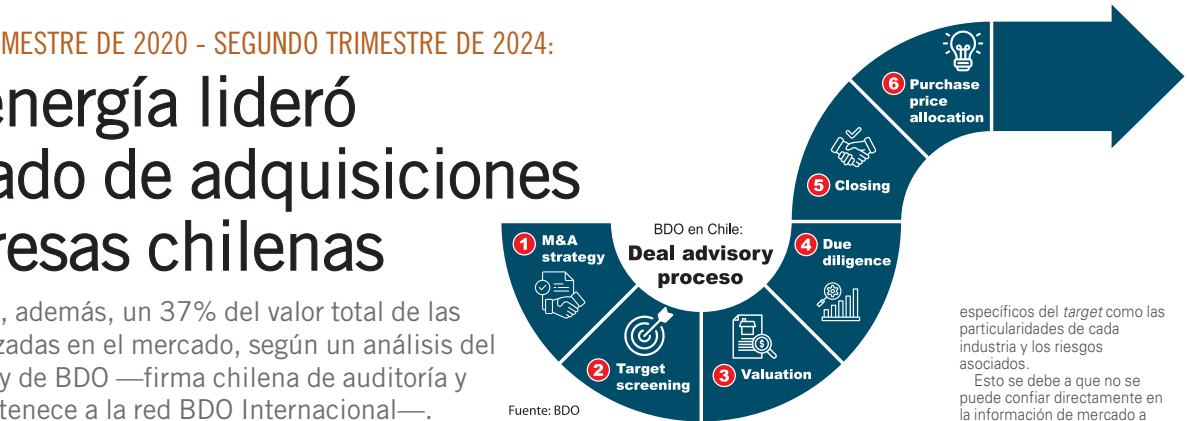 MESTRE DE 2020 - SEGUNDO TRIMESTRE DE 2024:
energía lideró
ado de adquisiciones
resas chilenas
, además, un 37% del valor total de las
zadas en el mercado, según un análisis del
y de BDO —firma chilena de auditoría y
tenece a la red BDO Internacional—.
BDO en Chile:
Deal advisory
proceso
1 M&A
strategy
2 Target
screening
3 Valuation
4 Due
diligence
5 Closing
6 Purchase
price
allocation
Fuente: BDO
específicos del target como las
particularidades de cada
industria y los riesgos
asociados.
Esto se debe a que no se
puede confiar directamente en
la información de mercado a